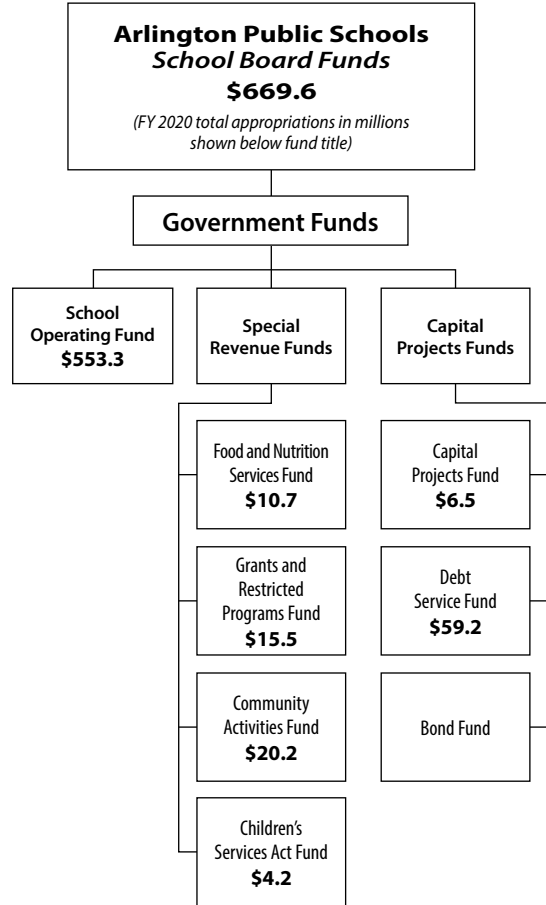 Arlington Public Schools
School Board Funds
$669.6
(FY 2020 total appropriations in millions
shown below fund title)
Government Funds
School
Operating Fund
$553.3
Special
Revenue Funds
Capital
Projects Funds
Food and Nutrition
Services Fund
$10.7
Grants and
Restricted
Programs Fund
$15.5
Community
Activities Fund
$20.2
Children's
Services Act Fund
$4.2
Capital
Projects Fund
$6.5
Debt
Service Fund
$59.2
Bond Fund